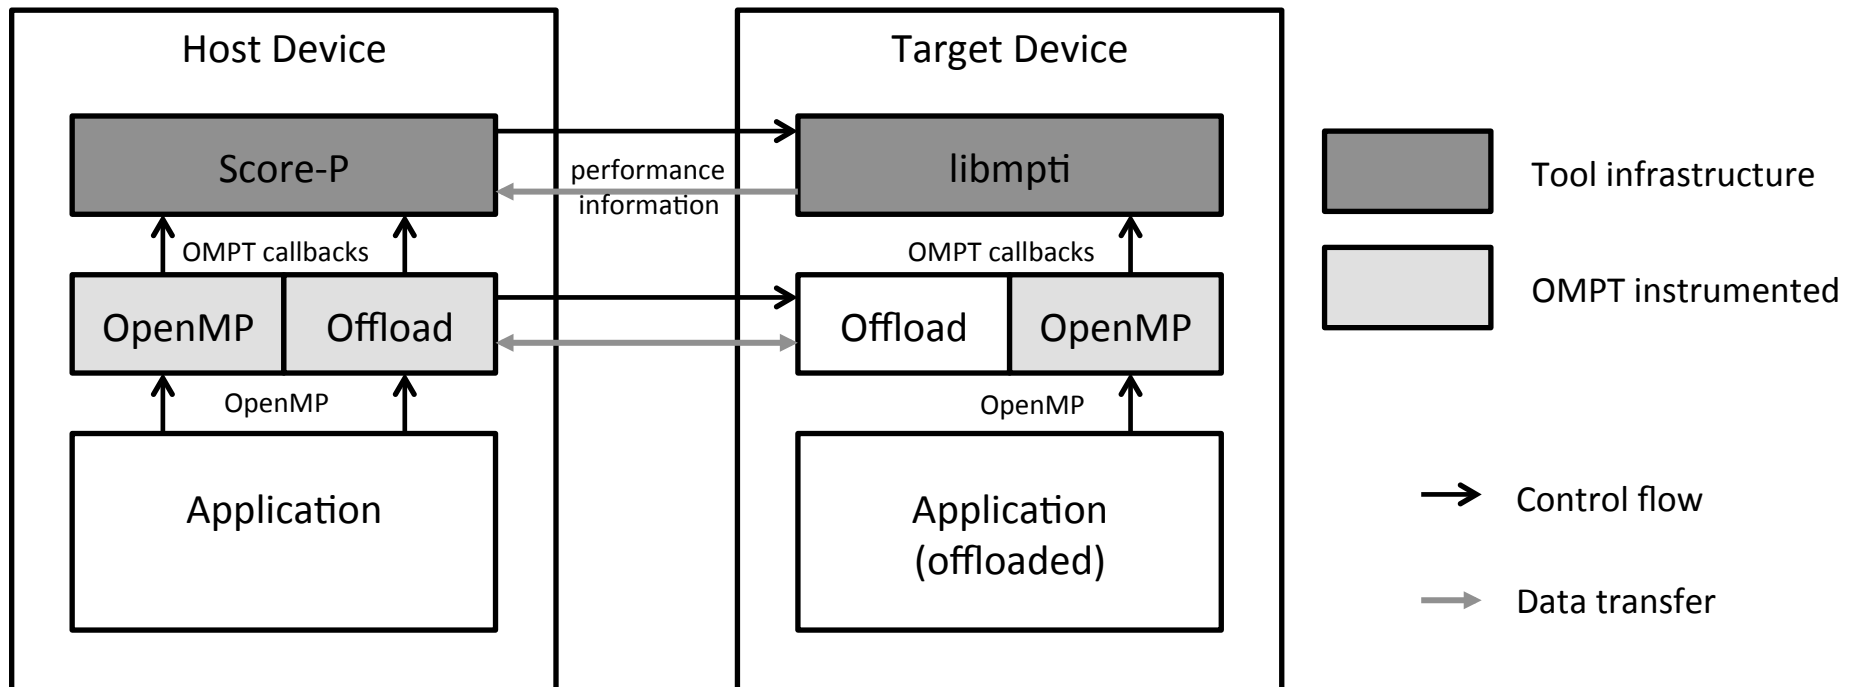 Host Device
Target Device
Score-P
performance
information
libmpti
Tool infrastructure
OMPT callbacks
OMPT callbacks
OpenMP
Offload
Offload
OpenMP
OMPT instrumented
OpenMP
OpenMP
Application
Application
(offloaded)
Control flow
Data transfer